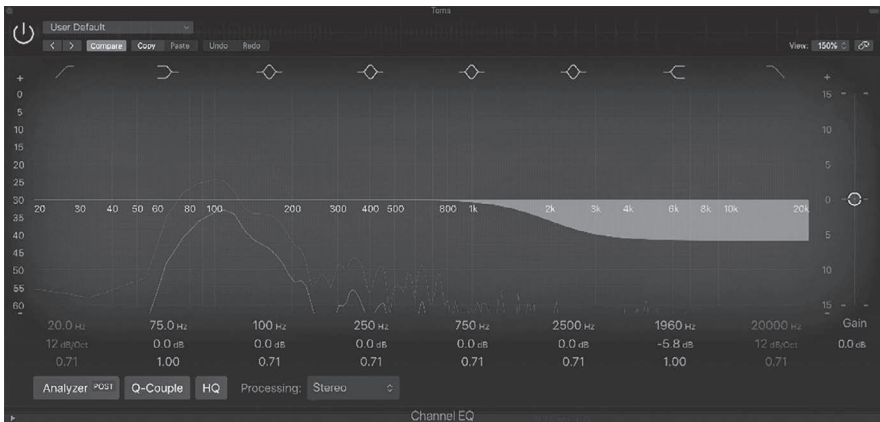 Toms
User Default
< > Compare Copy Paste Undo Redo View: 150%
+ +
0 15
5
10 10
15
20 5
25
30 0
20 30 40 50 60 80 100 200 300 400 500 800 1k 2k 3k 4k 6k 8k 10k 20k
35
40 5
45
50 10
55
60 15
- -
20.0 Hz 75.0 Hz 100 Hz 250 Hz 750 Hz 2500 Hz 1960 Hz 20000 Hz Gain
12 dB/Oct 0.0 dB 0.0 dB 0.0 dB 0.0 dB 0.0 dB -5.8 dB 12 dB/Oct 0.0 dB
0.71 1.00 0.71 0.71 0.71 0.71 1.00 0.71
Analyzer POST Q-Couple HQ Processing: Stereo
Channel EQ